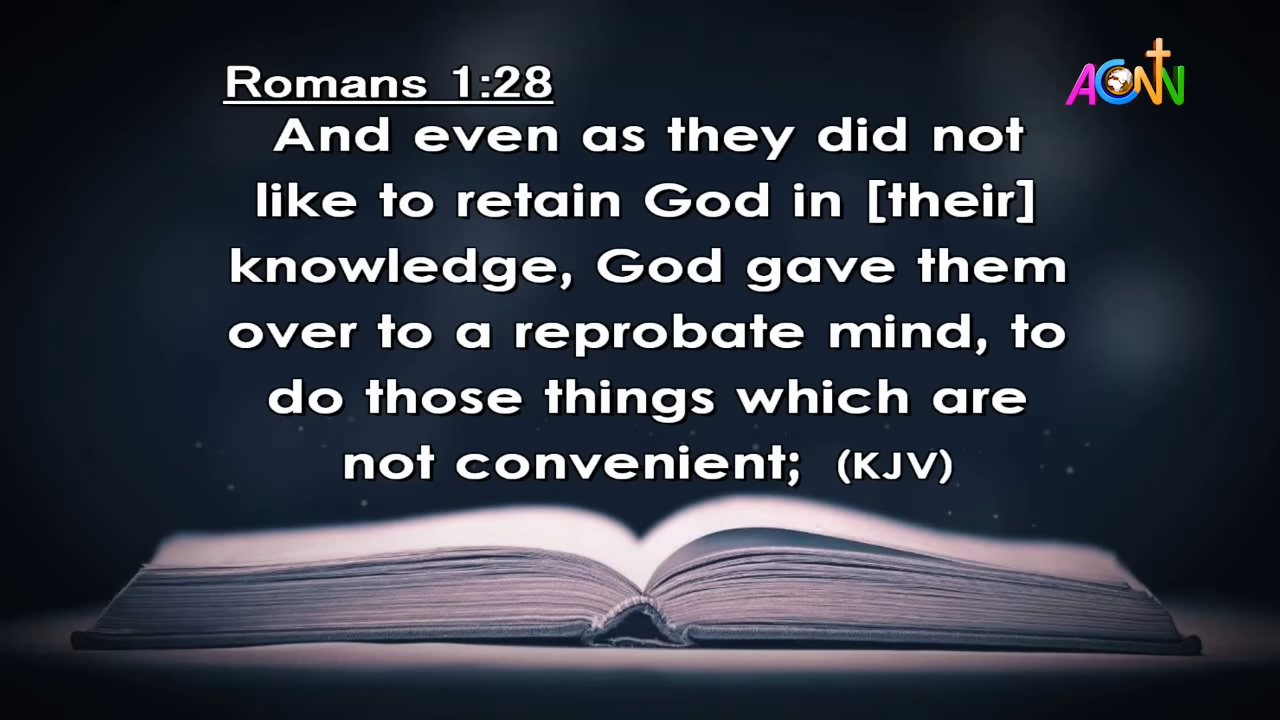 Romans 1:28
ACNN
And even as they did not
like to retain God in [their]
knowledge, God gave them
over to a reprobate mind, to
do those things which are
not convenient; (KJV)